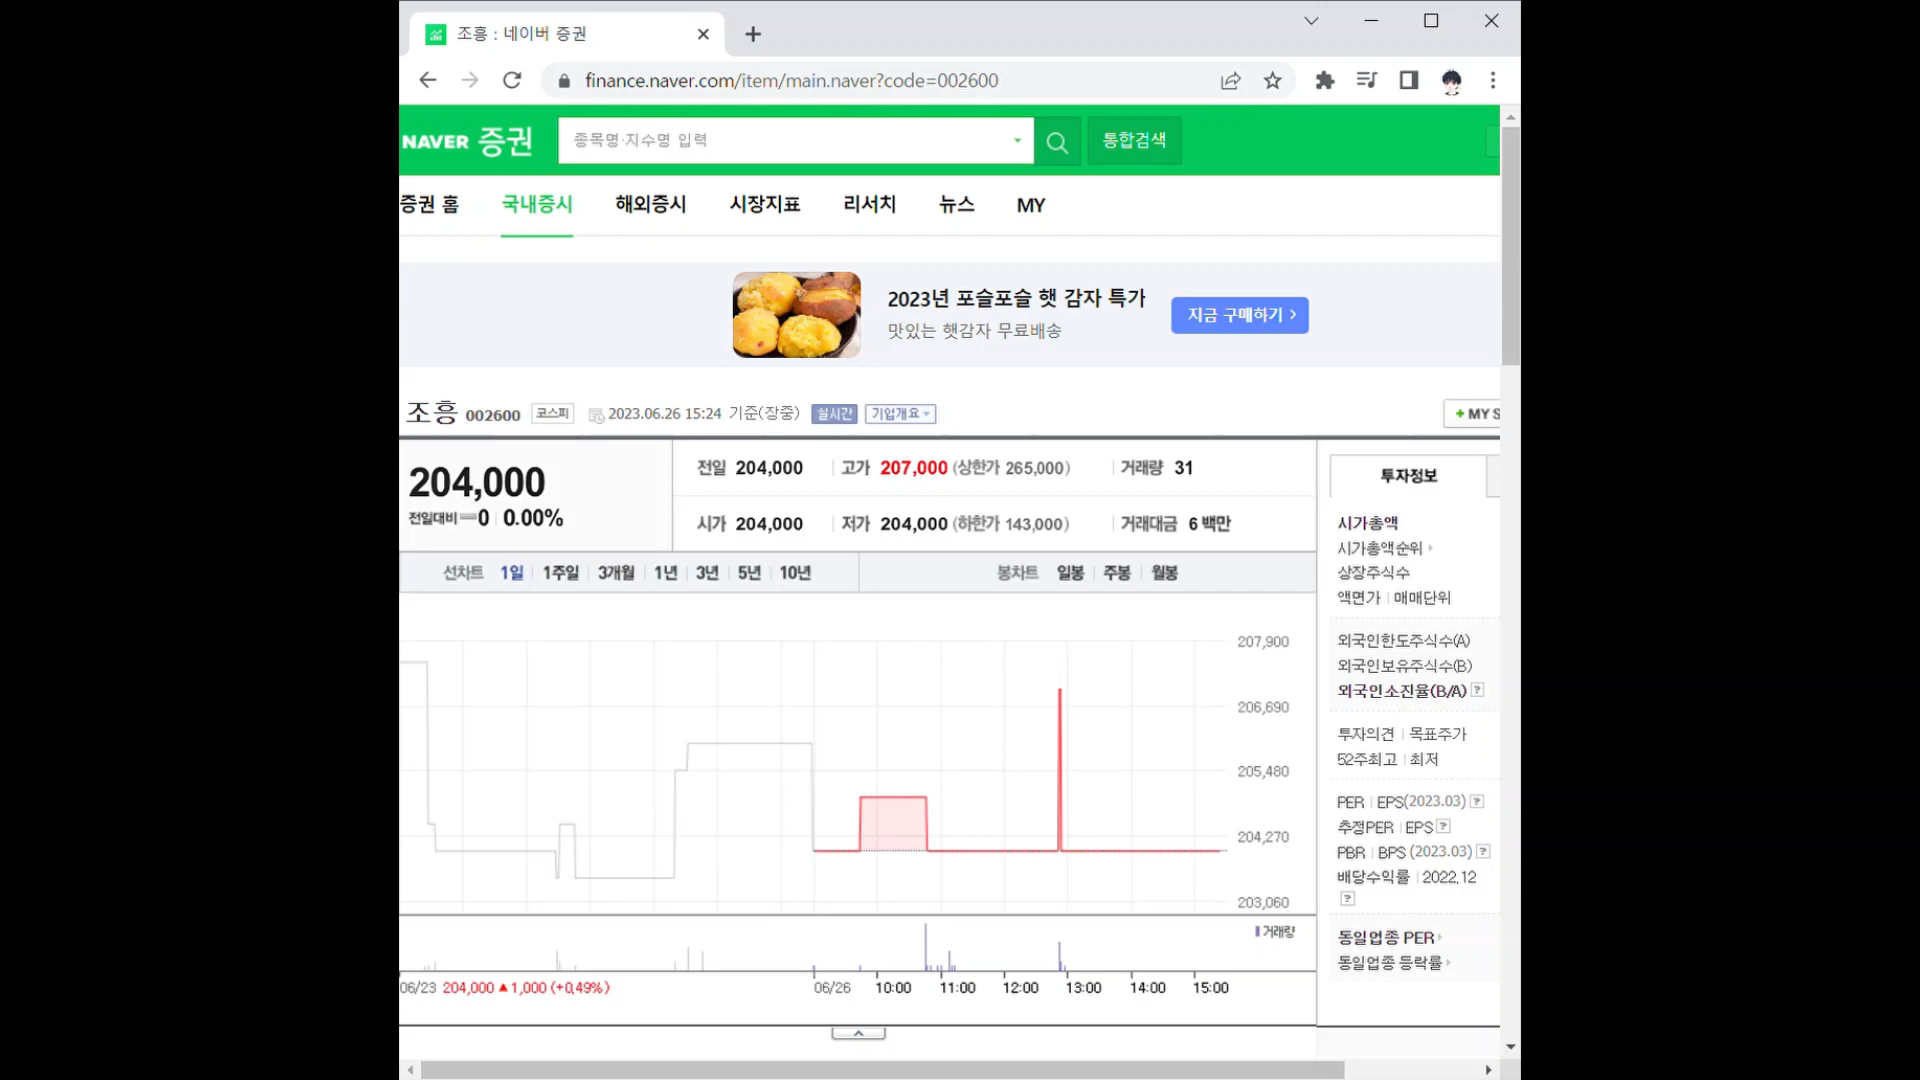 조흥 : 네이버 증권
finance.naver.com/item/main.naver?code=002600
NAVER 증권
종목명·지수명 입력
통합검색
증권 홈 국내증시 해외증시 시장지표 리서치 뉴스 MY
2023년 포슬포슬 햇 감자 특가
맛있는 햇감자 무료배송
지금 구매하기 >
조흥 002600 코스피 2023.06.26 15:24 기준(장중) 실시간 기업개요
+ MY S
204,000
전일대비 0 0.00%
전일 204,000 고가 207,000 (상한가 265,000) 거래량 31
시가 204,000 저가 204,000 (하한가 143,000) 거래대금 6 백만
선차트 1일 1주일 3개월 1년 3년 5년 10년 봉차트 일봉 주봉 월봉
207,900
206,690
205,480
204,270
203,060
거래량
06/23 204,000 ▲1,000 (+0.49%) 06/26 10:00 11:00 12:00 13:00 14:00 15:00
투자정보
시가총액
시가총액순위
상장주식수
액면가 | 매매단위
외국인한도주식수(A)
외국인보유주식수(B)
외국인소진율(B/A) ?
투자의견 | 목표주가
52주최고 | 최저
PER | EPS(2023.03) ?
추정PER | EPS ?
PBR | BPS (2023.03) ?
배당수익률 | 2022.12
?
동일업종 PER
동일업종 등락률